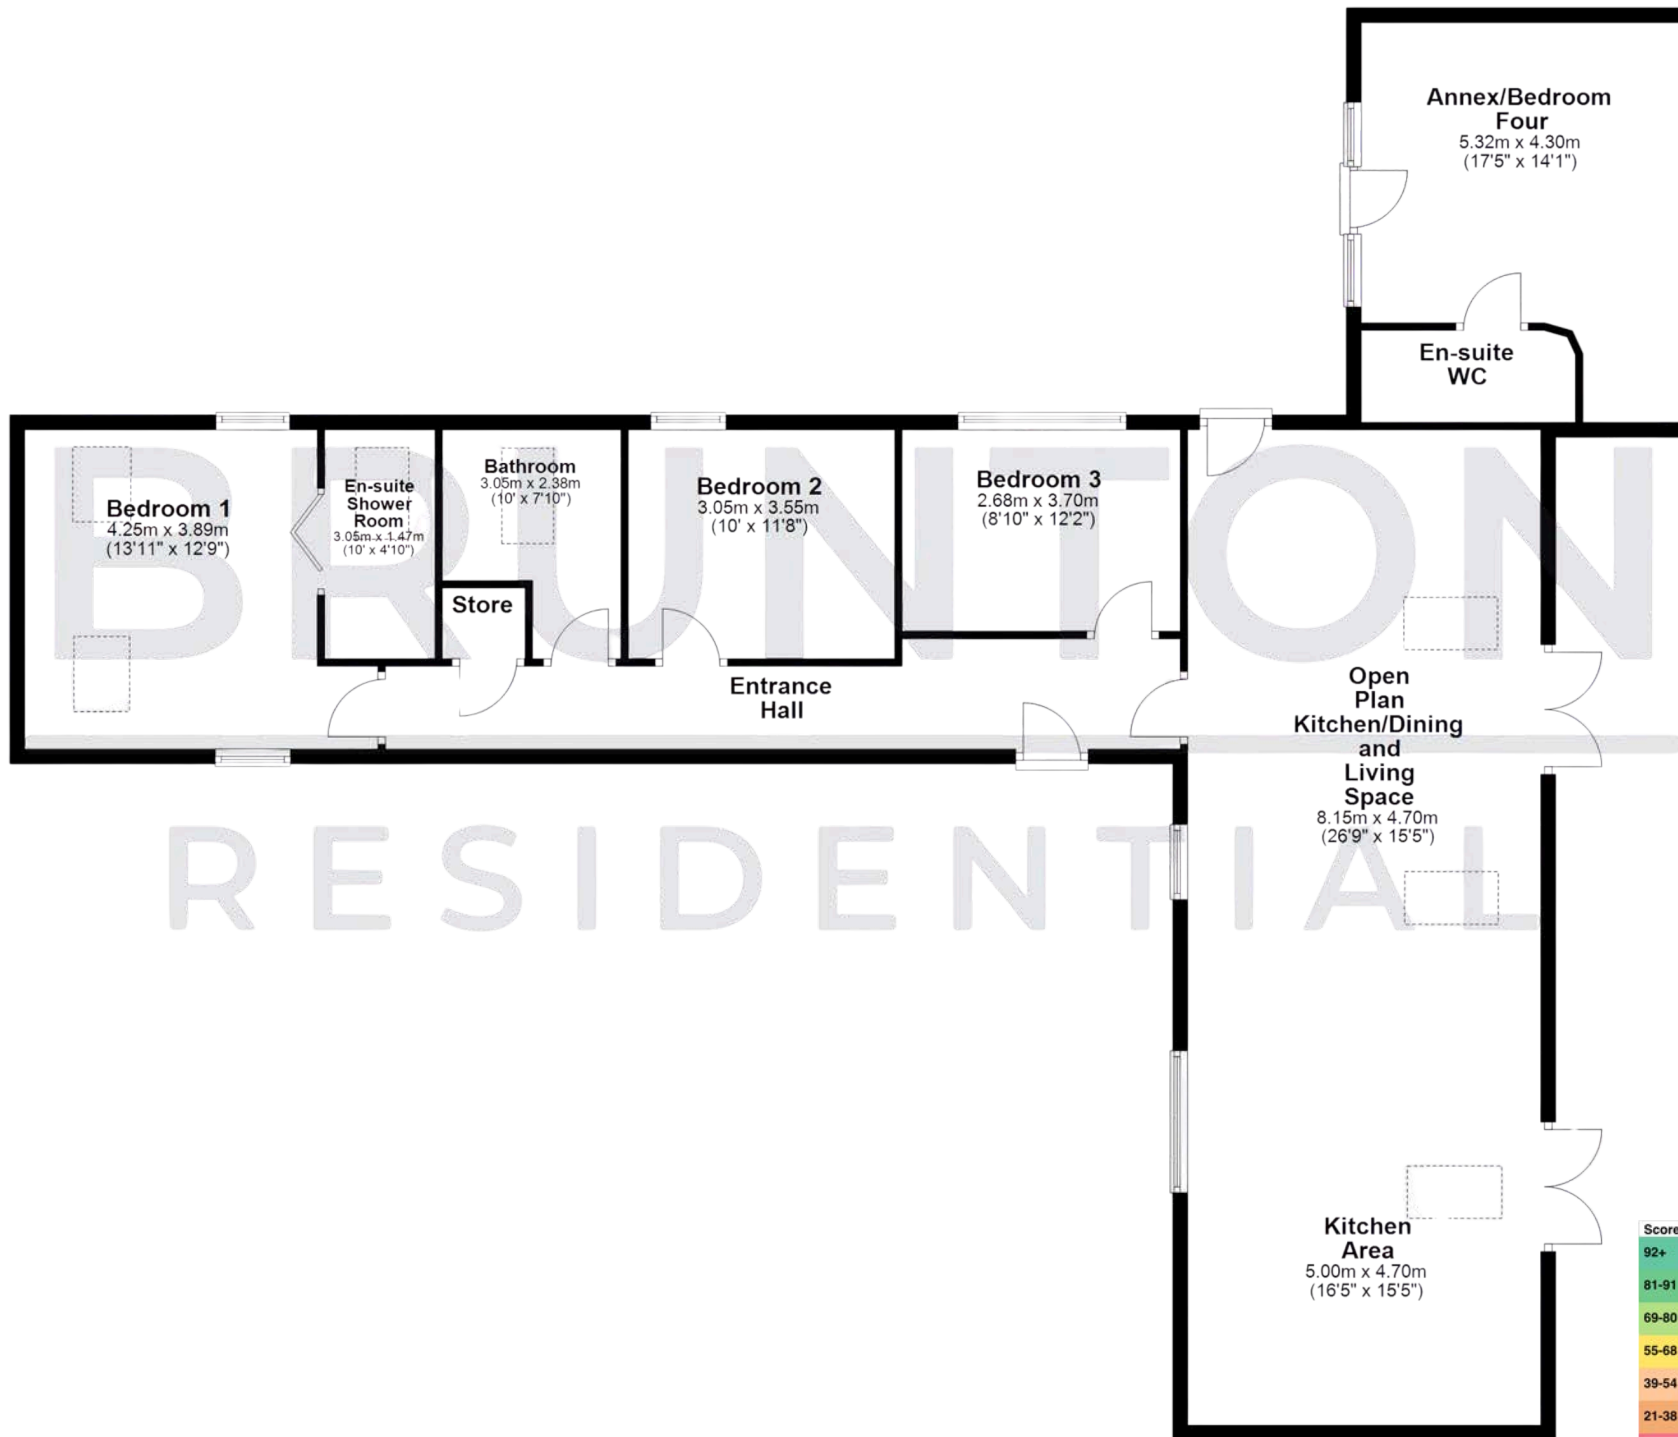 Annex/Bedroom
Four
5.32m x 4.30m
(17'5" x 14'1")
En-suite
WC
Bedroom 1
4.25m x 3.89m
(13'11" x 12'9")
En-suite
Shower
Room
3.05m x 1.47m
(10' x 4'10")
Bathroom
3.05m x 2.38m
(10' x 7'10")
Store
Bedroom 2
3.05m x 3.55m
(10' x 11'8")
Bedroom 3
2.68m x 3.70m
(8'10" x 12'2")
Entrance
Hall
Open
Plan
Kitchen/Dining
and
Living
Space
8.15m x 4.70m
(26'9" x 15'5")
Kitchen
Area
5.00m x 4.70m
(16'5" x 15'5")
BRUNTON
RESIDENTIAL
Score
92+
81-91
69-80
55-68
39-54
21-38